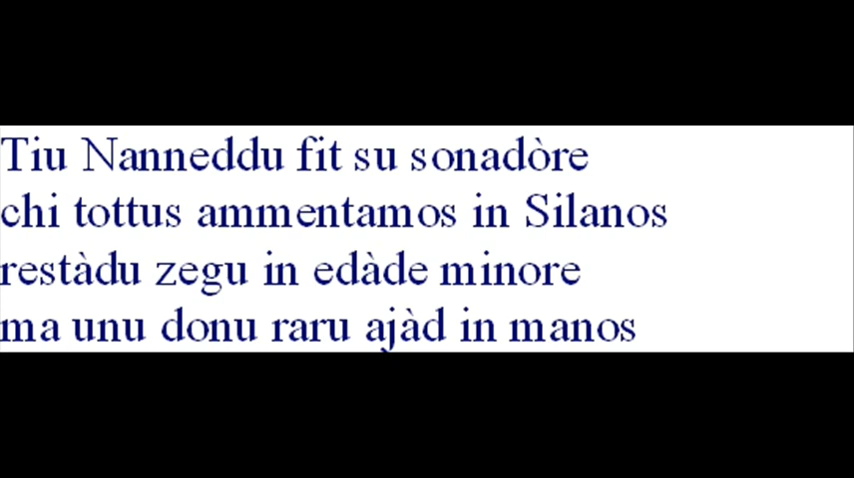 Tiu Nanneddu fit su sonadòre
chi tottus ammentamos in Silanos
restàdu zegu in edàde minore
ma unu donu raru ajàd in manos